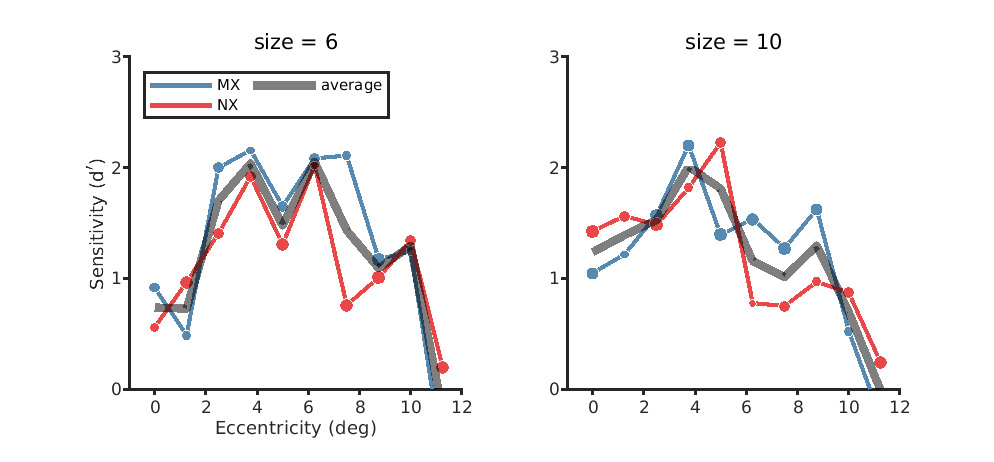 size = 6
3
2
1
0
Sensitivity (d′)
MX
average
NX
0 2 4 6 8 10 12
Eccentricity (deg)
size = 10
3
2
1
0
0 2 4 6 8 10 12